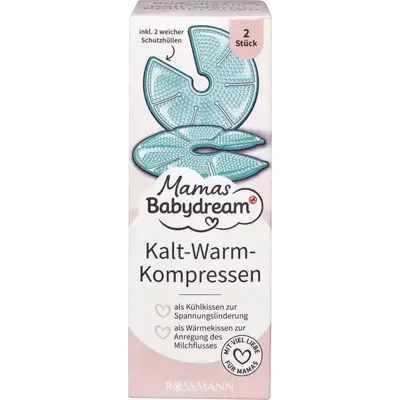 inkl. 2 weicher
Schutzhüllen
2
Stück
Mamas
Babydream
Kalt-Warm-
Kompressen
als Kühlkissen zur
Spannungslinderung
als Wärmekissen zur
Anregung des
Milchflusses
MIT VIEL LIEBE
FÜR MAMAS
ROSSMANN